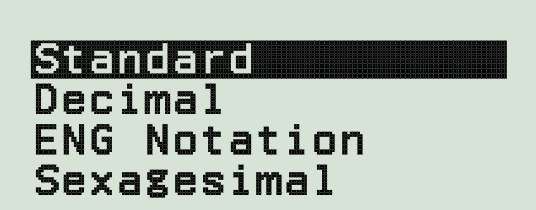 Standard
Decimal
ENG Notation
Sexagesimal